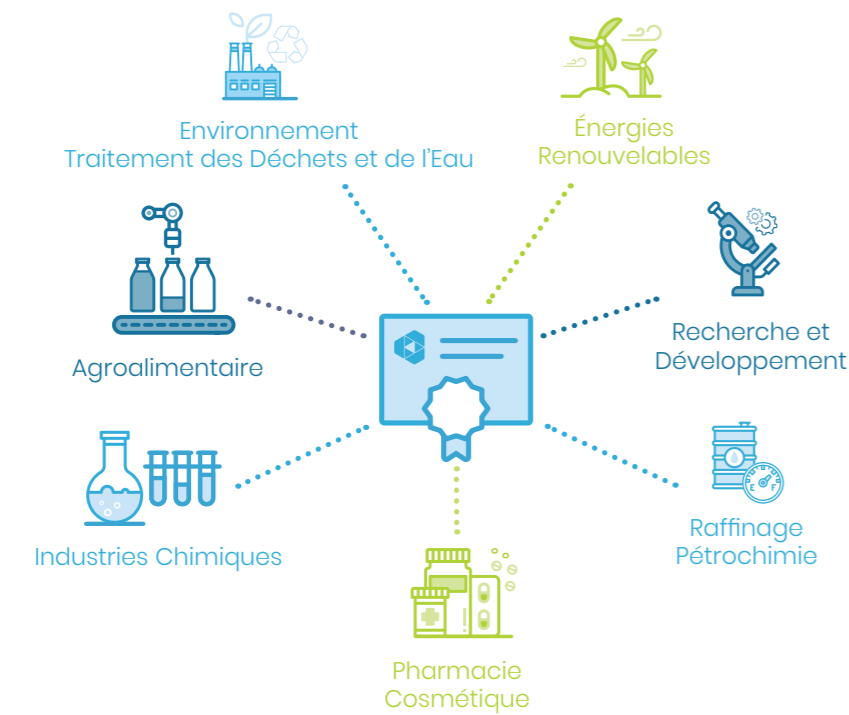 Environnement
Traitement des Déchets et de l'Eau
Énergies
Renouvelables
Agroalimentaire
Recherche et
Développement
Industries Chimiques
E F
Raffinage
Pétrochimie
Pharmacie
Cosmétique